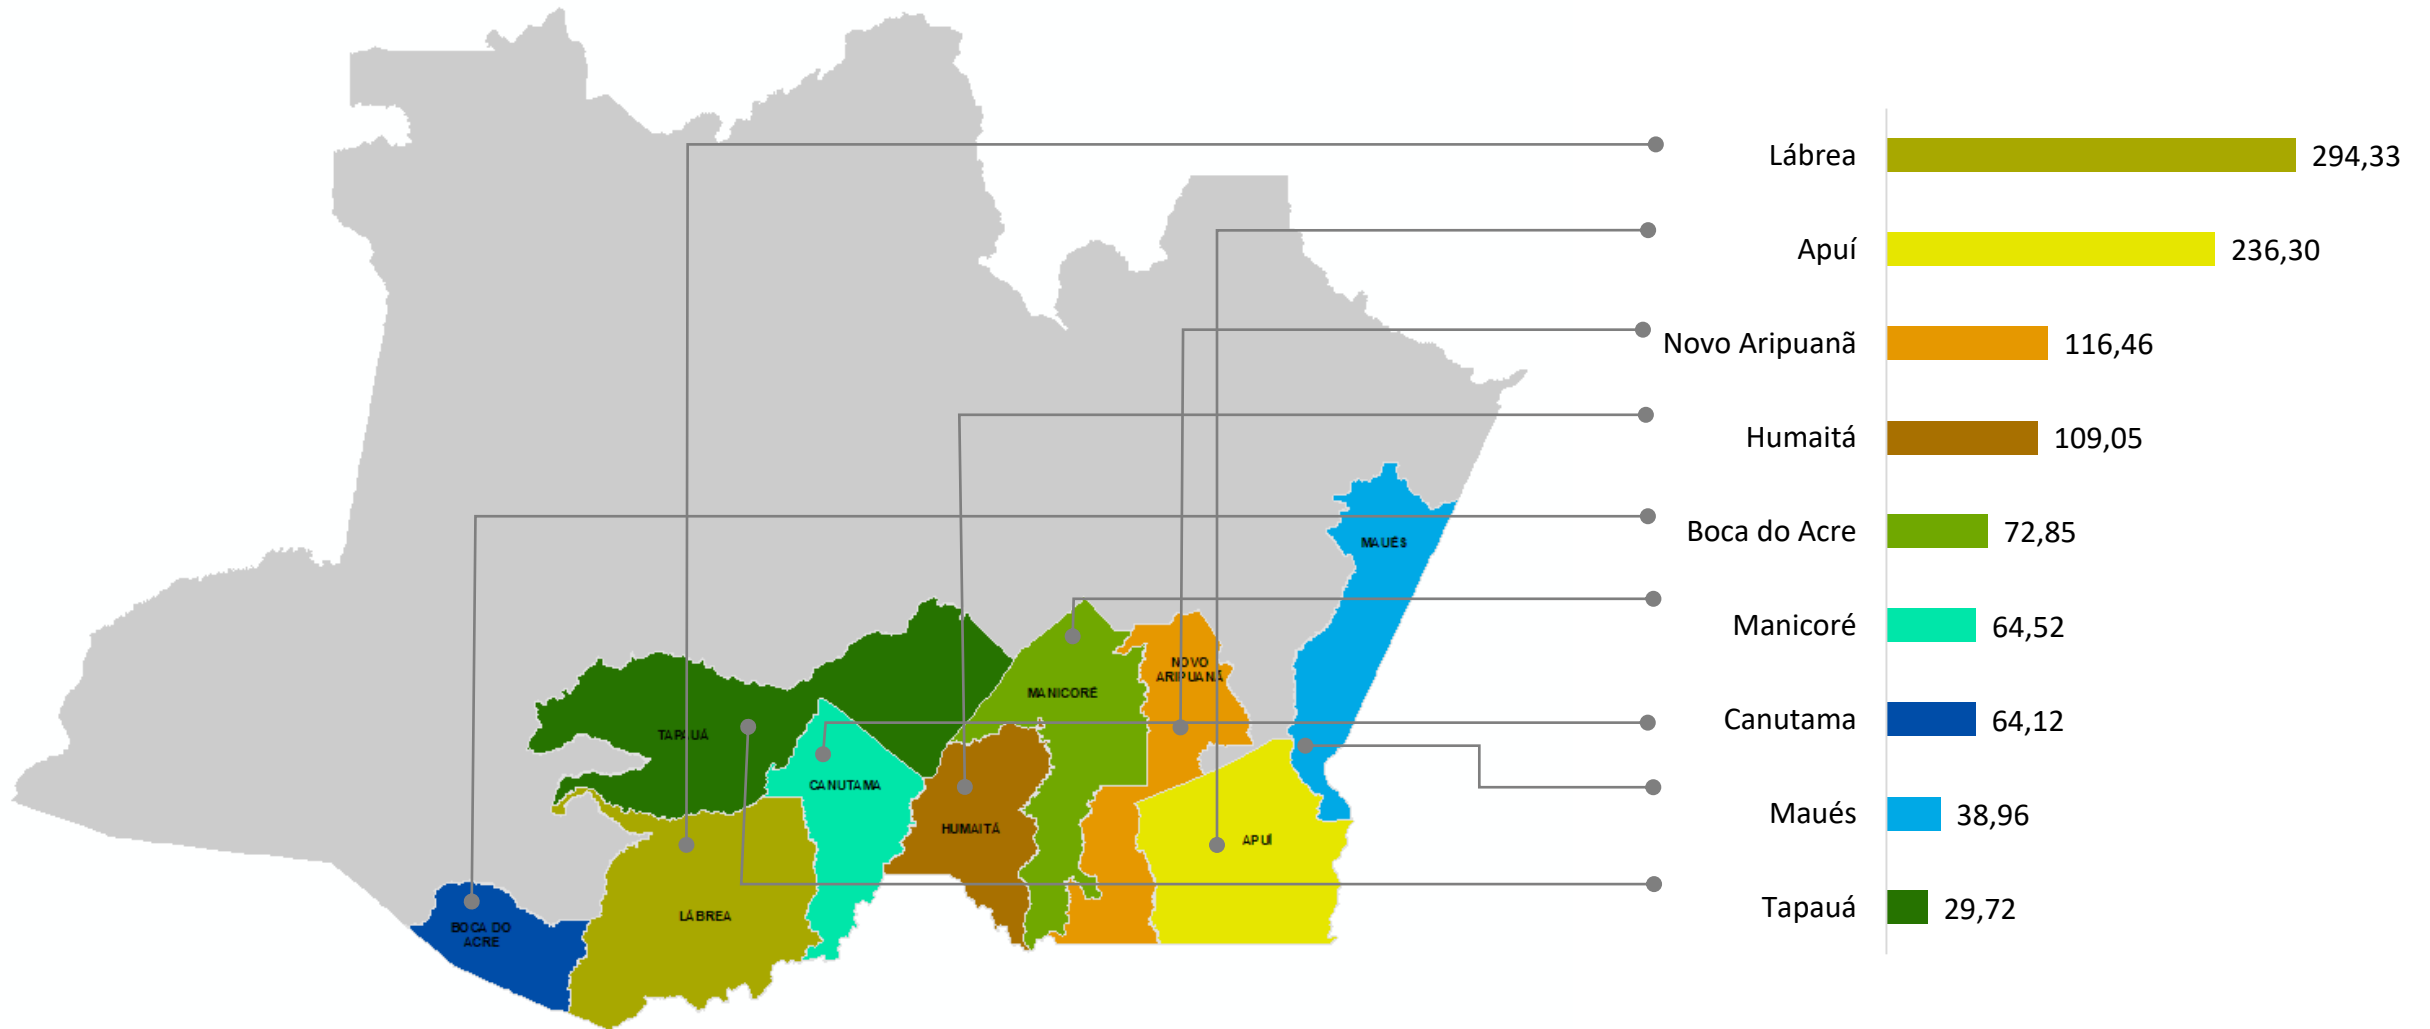 Lábrea 294,33
Apuí 236,30
Novo Aripuanã 116,46
Humaitá 109,05
Boca do Acre 72,85
Manicoré 64,52
Canutama 64,12
Maués 38,96
Tapauá 29,72
MAUÉS
NOVO
ARIPUANÃ
MANICORÉ
TAPAUÁ
CANUTAMA
HUMAITÁ
APUÍ
LÁBREA
BOCA DO
ACRE